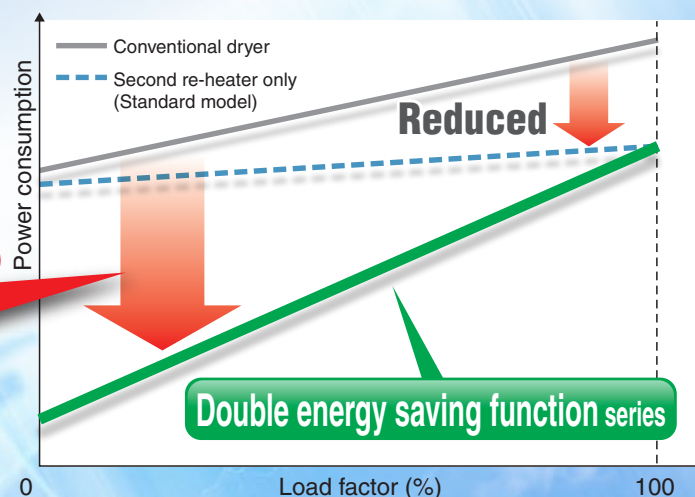 Conventional dryer
Second re-heater only
(Standard model)
Power consumption
Reduced
Double energy saving function series
0
Load factor (%)
100